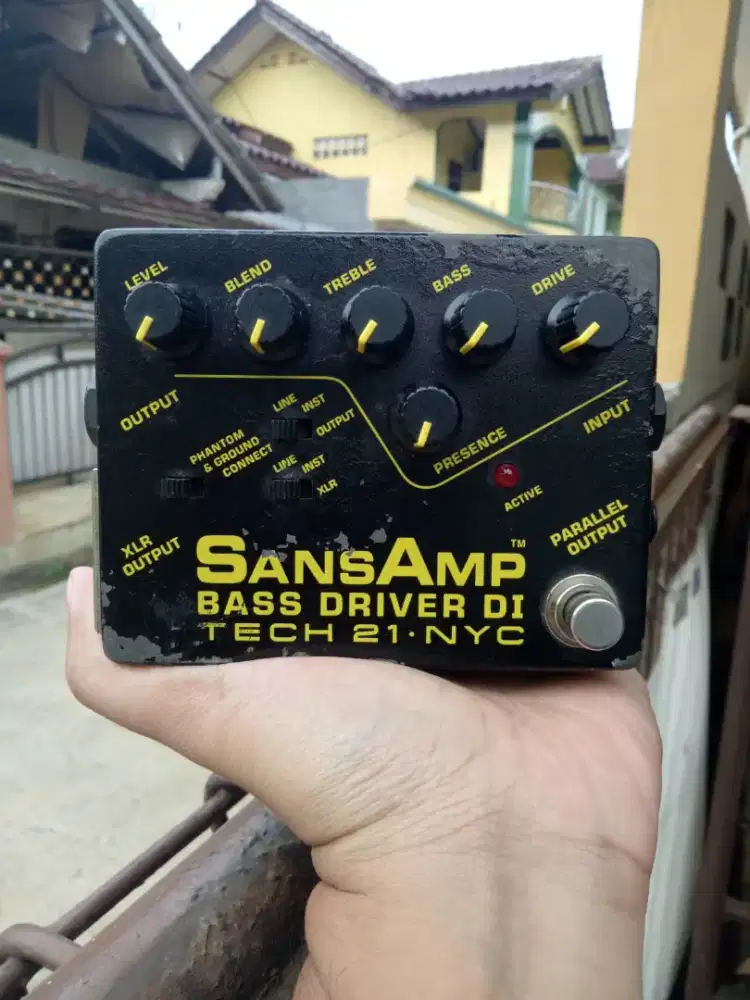 LEVEL
BLEND
TREBLE
BASS
DRIVE
OUTPUT
LINE
INST
OUTPUT
PHANTOM
& GROUND
CONNECT
LINE
INST
XLR
PRESENCE
INPUT
ACTIVE
XLR
OUTPUT
PARALLEL
OUTPUT
SANSAMP™
BASS DRIVER DI
TECH 21·NYC